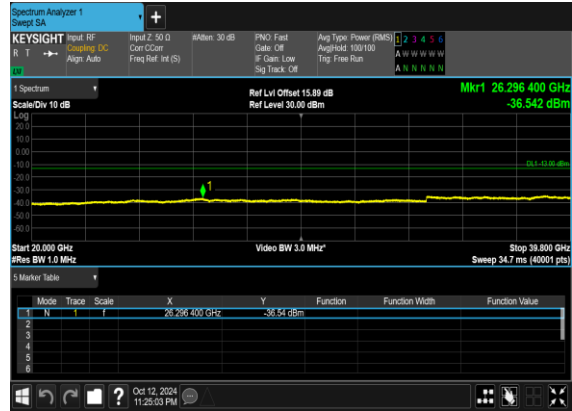 Spectrum Analyzer 1
Swept SA
KEYSIGHT Input: RF Input Z: 50 Ω #Atten: 30 dB PNO: Fast Avg Type: Power (RMS) 1 2 3 4 5 6
R T Coupling: DC Corr CCorr Gate: Off Avg|Hold: 100/100 A W W W W W
Align: Auto Freq Ref: Int (S) IF Gain: Low Trig: Free Run
Sig Track: Off A N N N N N
1 Spectrum Ref Lvl Offset 15.89 dB Mkr1 26.296 400 GHz
Scale/Div 10 dB Ref Level 30.00 dBm -36.542 dBm
Log
20.0
10.0
0.00
-10.0 DL1 -13.00 dBm
-20.0
-30.0 1
-40.0
-50.0
-60.0
Start 20.000 GHz Video BW 3.0 MHz* Stop 39.800 GHz
#Res BW 1.0 MHz Sweep 34.7 ms (40001 pts)
5 Marker Table
Mode Trace Scale X Y Function Function Width Function Value
1 N 1 f 26.296 400 GHz -36.54 dBm
2
3
4
5
6
? Oct 12, 2024
11:25:03 PM